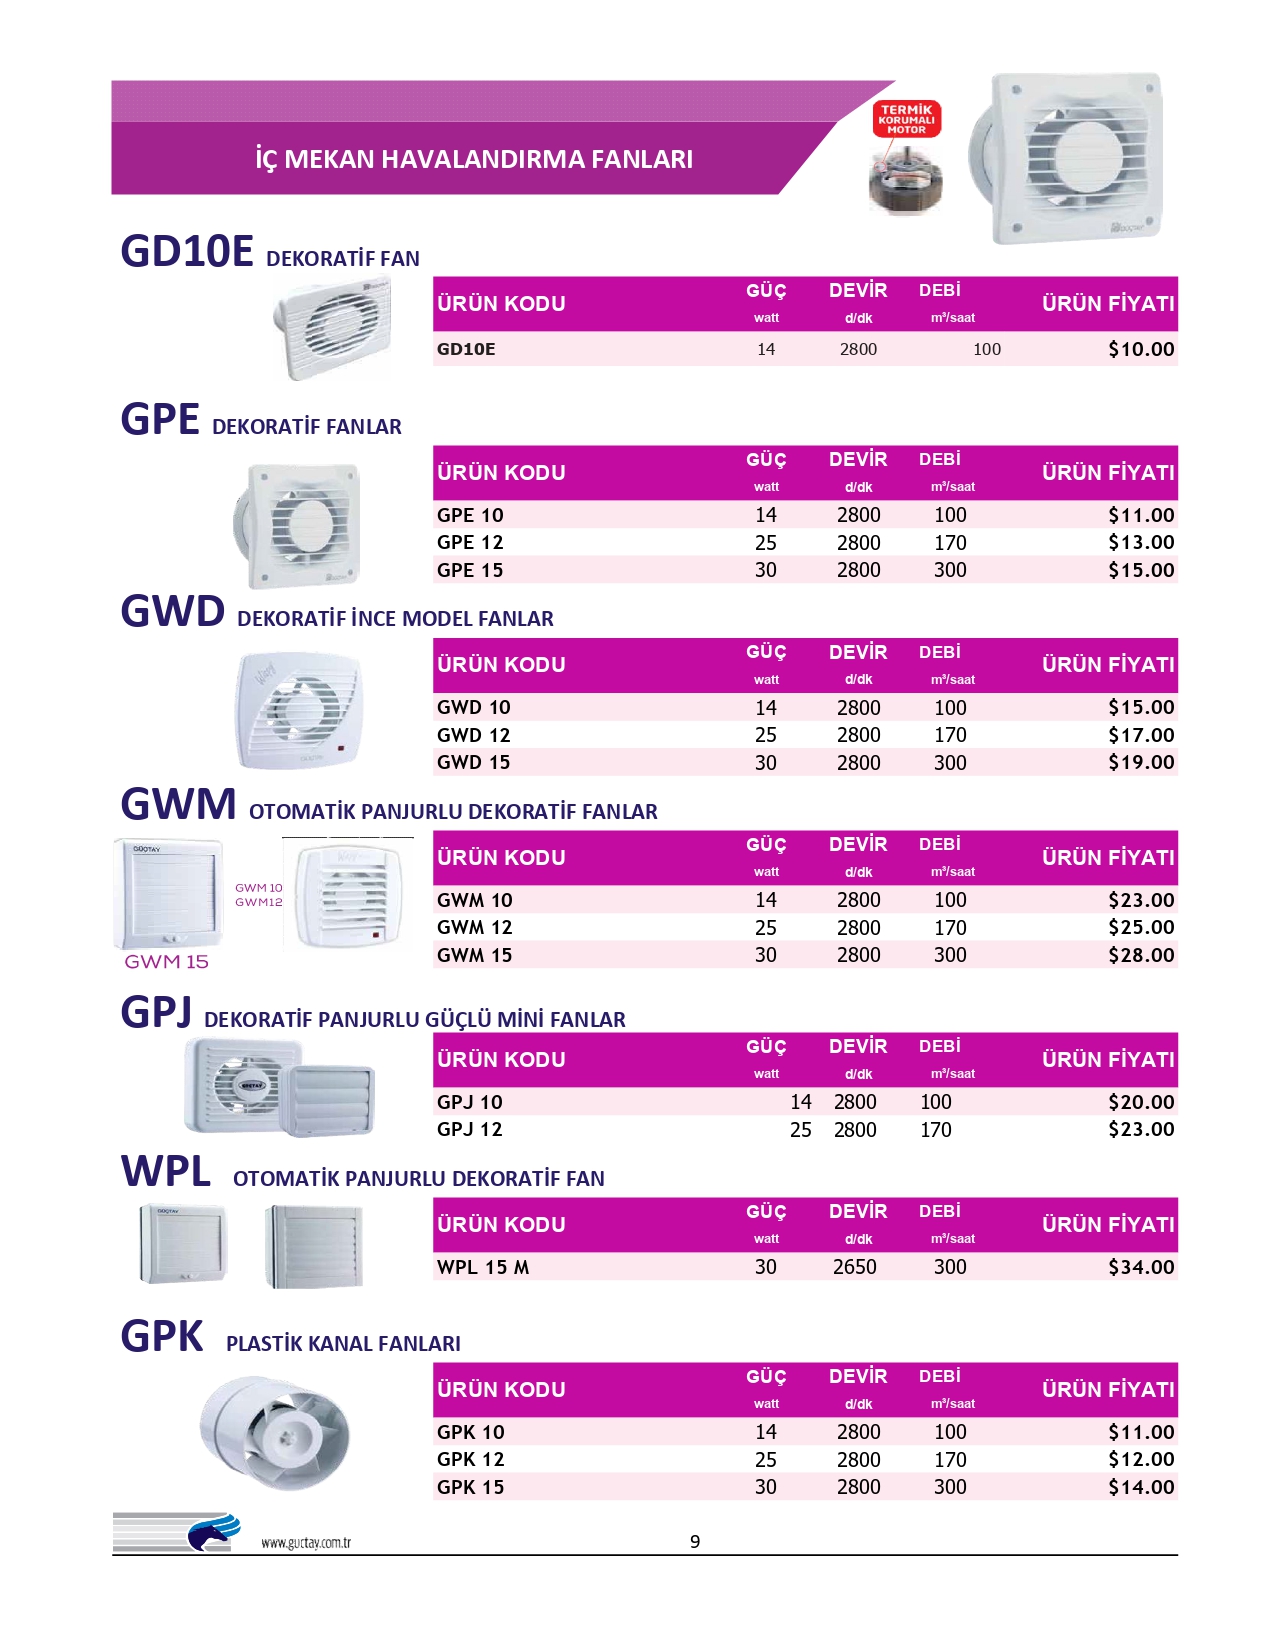 TERMİK
KORUMALI
MOTOR
İÇ MEKAN HAVALANDIRMA FANLARI
GÜÇTAY
GD10E DEKORATİF FAN
ÜRÜN KODU GÜÇ DEVİR DEBİ ÜRÜN FİYATI
watt d/dk m³/saat
GD10E 14 2800 100 $10.00
GPE DEKORATİF FANLAR
ÜRÜN KODU GÜÇ DEVİR DEBİ ÜRÜN FİYATI
watt d/dk m³/saat
GPE 10 14 2800 100 $11.00
GPE 12 25 2800 170 $13.00
GPE 15 30 2800 300 $15.00
GWD DEKORATİF İNCE MODEL FANLAR
ÜRÜN KODU GÜÇ DEVİR DEBİ ÜRÜN FİYATI
watt d/dk m³/saat
GWD 10 14 2800 100 $15.00
GWD 12 25 2800 170 $17.00
GWD 15 30 2800 300 $19.00
GWM OTOMATİK PANJURLU DEKORATİF FANLAR
GÜÇTAY
GWM 10
GWM12
GWM 15
ÜRÜN KODU GÜÇ DEVİR DEBİ ÜRÜN FİYATI
watt d/dk m³/saat
GWM 10 14 2800 100 $23.00
GWM 12 25 2800 170 $25.00
GWM 15 30 2800 300 $28.00
GPJ DEKORATİF PANJURLU GÜÇLÜ MİNİ FANLAR
ÜRÜN KODU GÜÇ DEVİR DEBİ ÜRÜN FİYATI
watt d/dk m³/saat
GPJ 10 14 2800 100 $20.00
GPJ 12 25 2800 170 $23.00
WPL OTOMATİK PANJURLU DEKORATİF FAN
GÜÇTAY
ÜRÜN KODU GÜÇ DEVİR DEBİ ÜRÜN FİYATI
watt d/dk m³/saat
WPL 15 M 30 2650 300 $34.00
GPK PLASTİK KANAL FANLARI
ÜRÜN KODU GÜÇ DEVİR DEBİ ÜRÜN FİYATI
watt d/dk m³/saat
GPK 10 14 2800 100 $11.00
GPK 12 25 2800 170 $12.00
GPK 15 30 2800 300 $14.00
www.guctay.com.tr 9